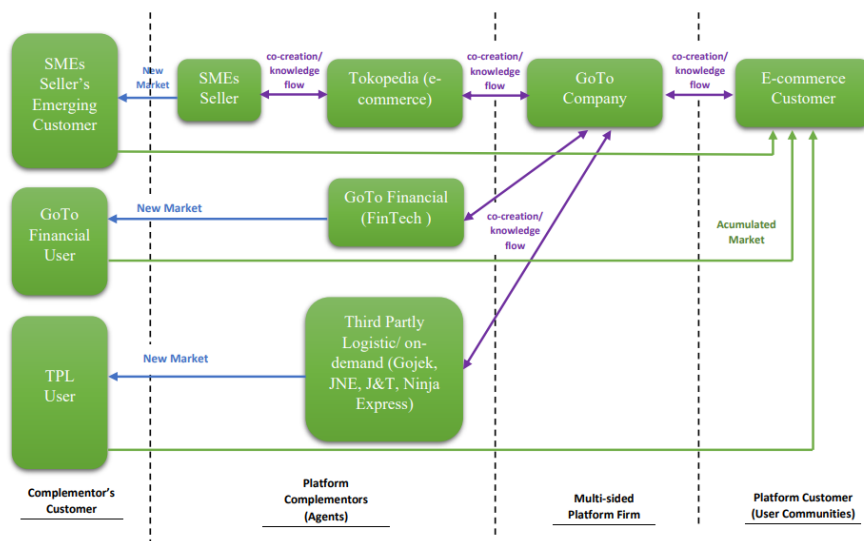 SMEs
Seller's
Emerging
Customer
New
Market
SMEs
Seller
co-creation/
knowledge
flow
Tokopedia (e-
commerce)
co-creation/
knowledge
flow
GoTo
Company
co-creation/
knowledge
flow
E-commerce
Customer
GoTo
Financial
User
New Market
GoTo Financial
(FinTech )
co-creation/
knowledge
flow
Acumulated
Market
TPL
User
New Market
Third Partly
Logistic/ on-
demand (Gojek,
JNE, J&T, Ninja
Express)
Complementor's
Customer
Platform
Complementors
(Agents)
Multi-sided
Platform Firm
Platform Customer
(User Communities)